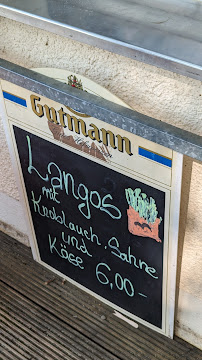 Gutmann
Langos
mit
Knoblauch, Sahne
und
Käse 6,00-